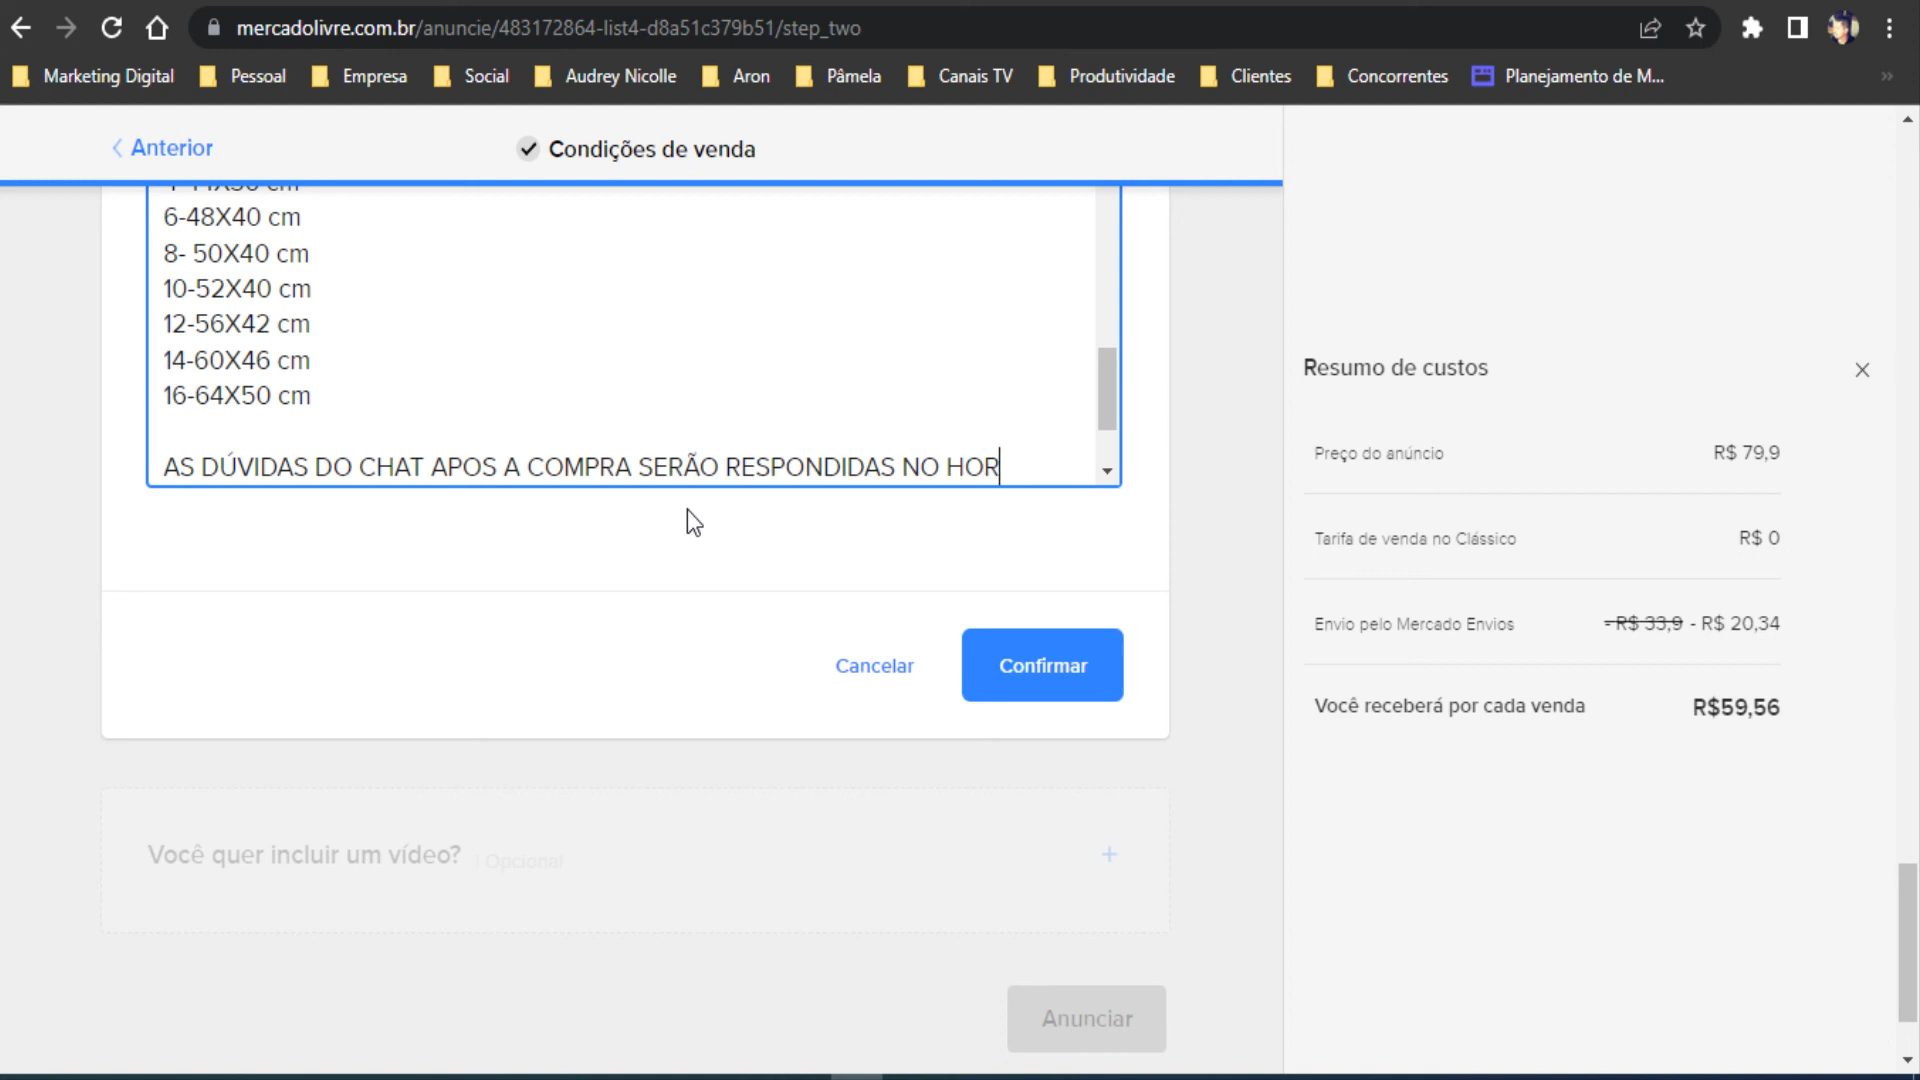 mercadolivre.com.br/anuncie/483172864-list4-d8a51c379b51/step_two
Marketing Digital Pessoal Empresa Social Audrey Nicolle Aron Pâmela Canais TV Produtividade Clientes Concorrentes Planejamento de M... »
Anterior
Condições de venda
6-48X40 cm
8- 50X40 cm
10-52X40 cm
12-56X42 cm
14-60X46 cm
16-64X50 cm
AS DÚVIDAS DO CHAT APOS A COMPRA SERÃO RESPONDIDAS NO HOR
Cancelar
Confirmar
Você quer incluir um vídeo? | Opcional
+
Anunciar
Resumo de custos
Preço do anúncio R$ 79,9
Tarifa de venda no Clássico R$ 0
Envio pelo Mercado Envios - R$ 33,9 - R$ 20,34
Você receberá por cada venda R$59,56